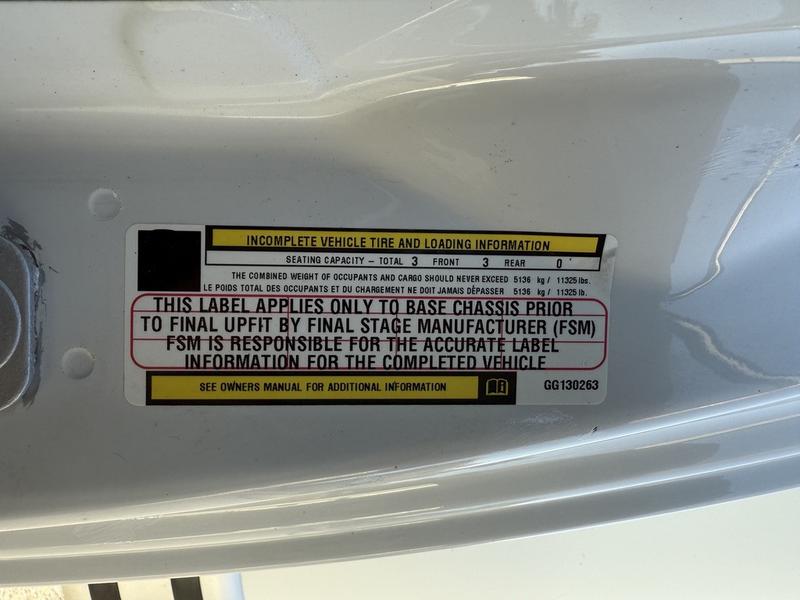 INCOMPLETE VEHICLE TIRE AND LOADING INFORMATION
SEATING CAPACITY – TOTAL 3 FRONT 3 REAR 0
THE COMBINED WEIGHT OF OCCUPANTS AND CARGO SHOULD NEVER EXCEED 5136 kg / 11325 lbs.
LE POIDS TOTAL DES OCCUPANTS ET DU CHARGEMENT NE DOIT JAMAIS DÉPASSER 5136 kg / 11325 lb.
THIS LABEL APPLIES ONLY TO BASE CHASSIS PRIOR
TO FINAL UPFIT BY FINAL STAGE MANUFACTURER (FSM)
FSM IS RESPONSIBLE FOR THE ACCURATE LABEL
INFORMATION FOR THE COMPLETED VEHICLE
SEE OWNERS MANUAL FOR ADDITIONAL INFORMATION
GG130263